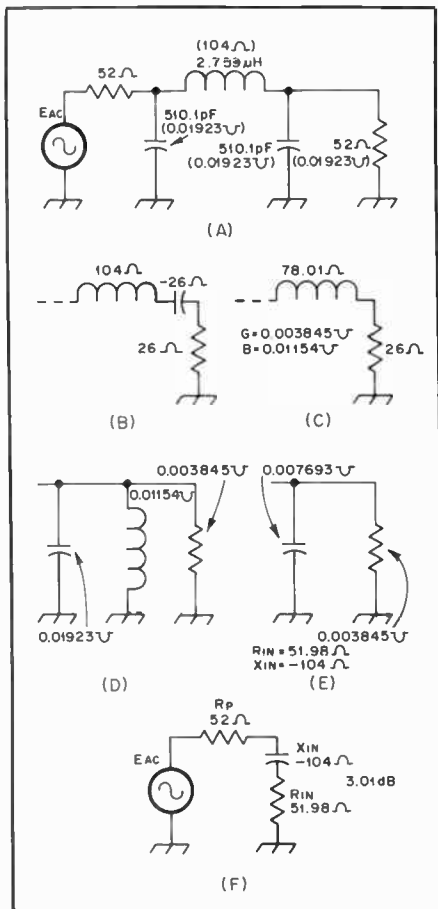 (104Ω)
2.759μH
52Ω
EAC
510.1pF
(0.01923℧)
510.1pF
(0.01923℧)
52Ω
(0.01923℧)
(A)
104Ω
-26Ω
26Ω
(B)
78.01Ω
G=0.003845℧
B=0.01154℧
26Ω
(C)
0.01154℧
0.003845℧
0.01923℧
(D)
0.007693℧
0.003845℧
RIN = 51.98Ω
XIN = -104Ω
(E)
RP
52Ω
EAC
XIN
-104Ω
3.01dB
RIN
51.98Ω
(F)